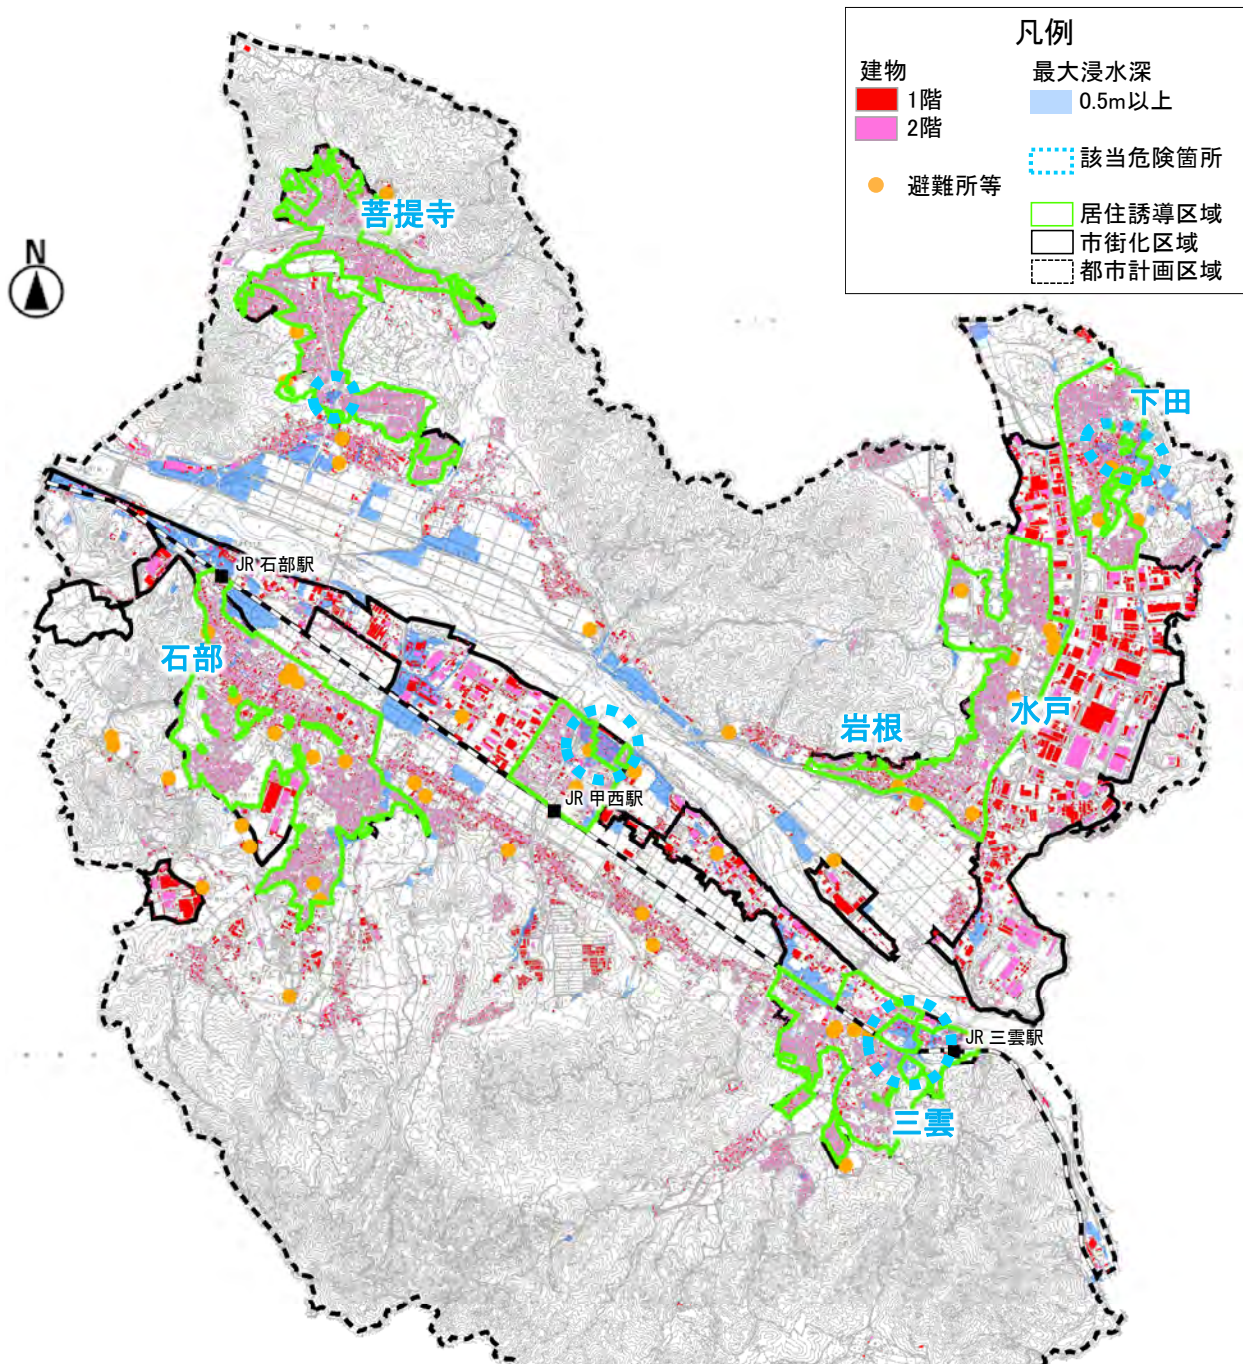 凡例
建物
1階
2階
避難所等
最大浸水深
0.5m以上
該当危険箇所
居住誘導区域
市街化区域
都市計画区域
N
菩提寺
下田
JR 石部駅
石部
水戸
岩根
JR 甲西駅
JR 三雲駅
三雲